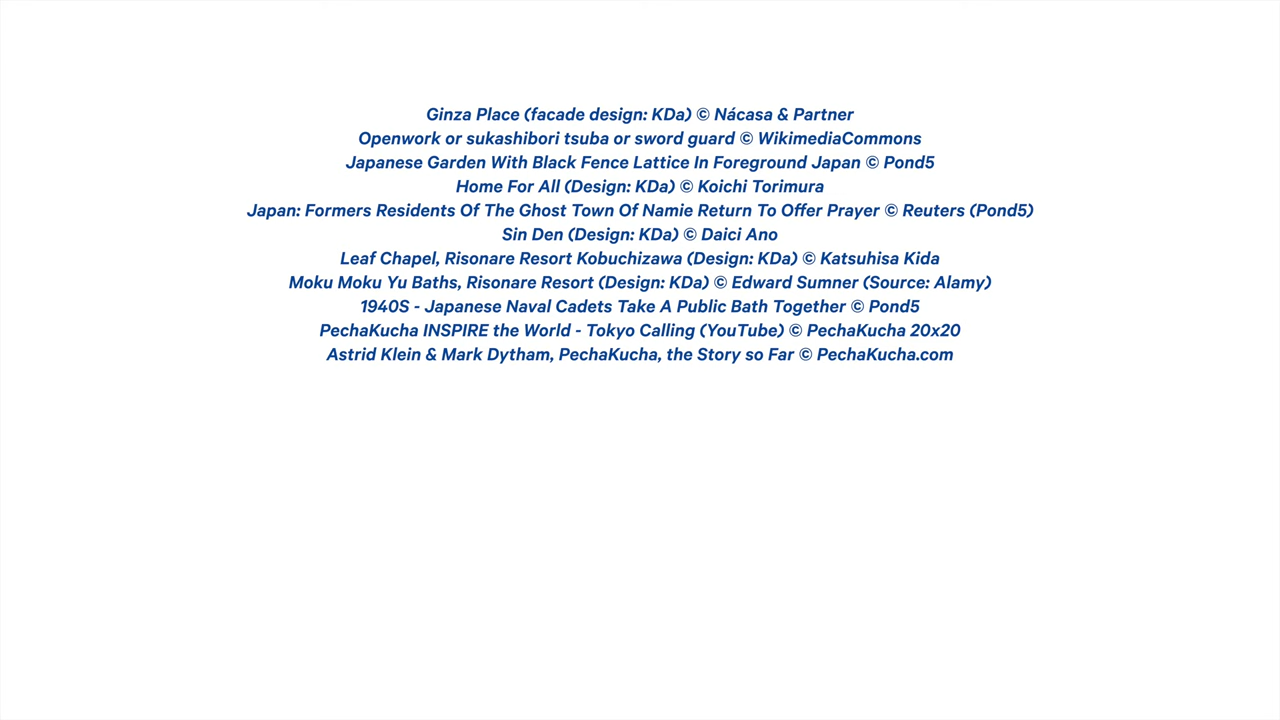 Ginza Place (facade design: KDa) © Nácasa & Partner
Openwork or sukashibori tsuba or sword guard © WikimediaCommons
Japanese Garden With Black Fence Lattice In Foreground Japan © Pond5
Home For All (Design: KDa) © Koichi Torimura
Japan: Formers Residents Of The Ghost Town Of Namie Return To Offer Prayer © Reuters (Pond5)
Sin Den (Design: KDa) © Daici Ano
Leaf Chapel, Risonare Resort Kobuchizawa (Design: KDa) © Katsuhisa Kida
Moku Moku Yu Baths, Risonare Resort (Design: KDa) © Edward Sumner (Source: Alamy)
1940S - Japanese Naval Cadets Take A Public Bath Together © Pond5
PechaKucha INSPIRE the World - Tokyo Calling (YouTube) © PechaKucha 20x20
Astrid Klein & Mark Dytham, PechaKucha, the Story so Far © PechaKucha.com